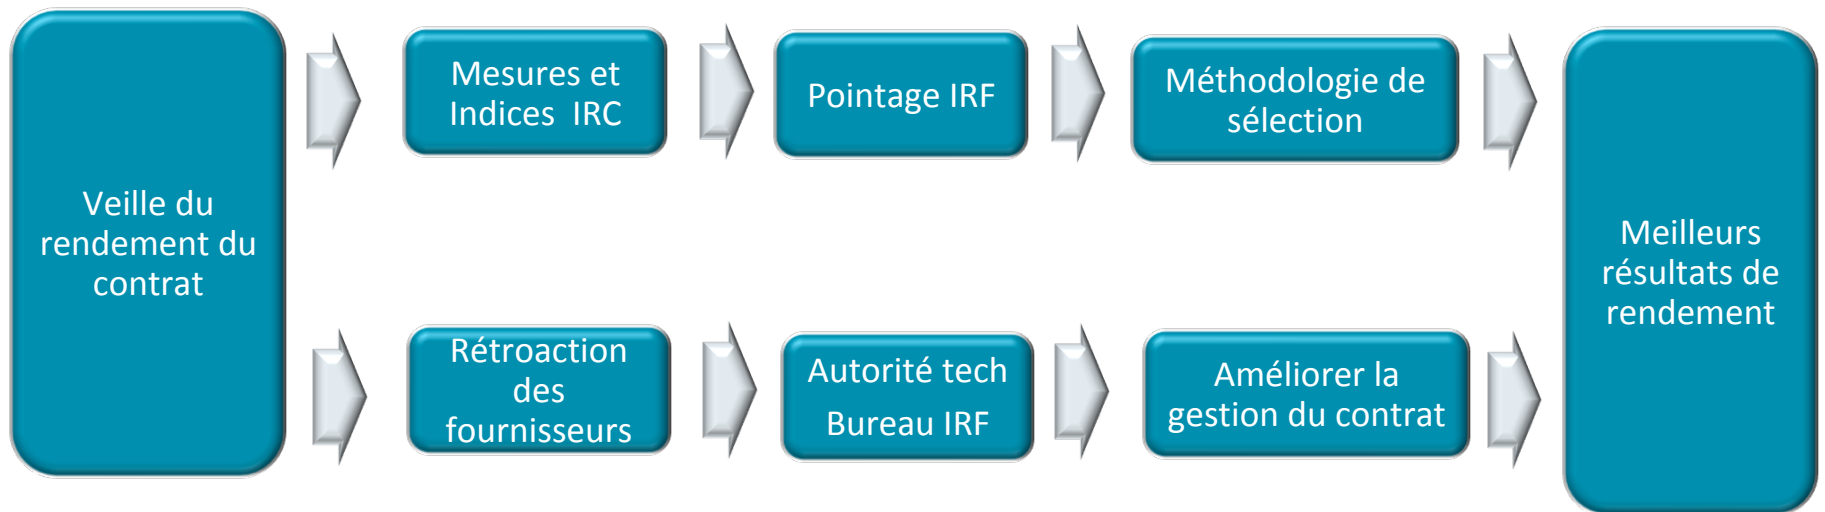 Veille du
rendement du
contrat
Mesures et
Indices IRC
Pointage IRF
Méthodologie de
sélection
Rétroaction
des
fournisseurs
Autorité tech
Bureau IRF
Améliorer la
gestion du contrat
Meilleurs
résultats de
rendement